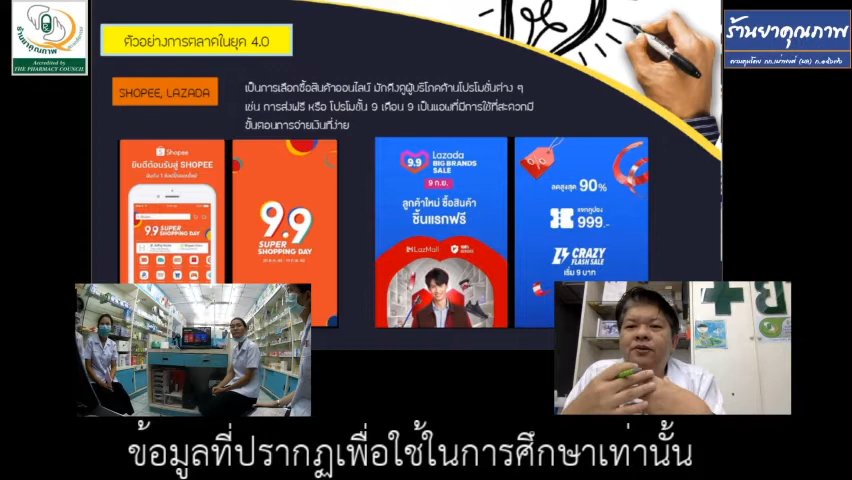 ร้านยาคุณภาพ
Accredited by
THE PHARMACY COUNCIL
ตัวอย่างการตลาดในยุค 4.0
ร้านยาคุณภาพ
SHOPEE, LAZADA
เป็นการเลือกซื้อสินค้าออนไลน์ มักดึงดูผู้บริโภคด้านโปรโมชั่นต่าง ๆ
เช่น การส่งฟรี หรือ โปรโมชั่น 9 เดือน 9 เป็นแอพที่มีการใช้ที่สะดวกมี
ขั้นตอนการจ่ายเงินที่ง่าย
Shopee
ยินดีต้อนรับสู่ SHOPEE
9.9 SUPER
SHOPPING DAY
9.9
SUPER
SHOPPING DAY
9.9
Lazada
BIG BRANDS
SALE
9 ก.ย.
ลูกค้าใหม่ ซื้อสินค้า
ชิ้นแรกฟรี
LazMall
ลดสูงสุด 90%
แจกคูปอง
999.-
CRAZY
FLASH SALE
เริ่ม 9 บาท
ข้อมูลที่ปรากฏเพื่อใช้ในการศึกษาเท่านั้น